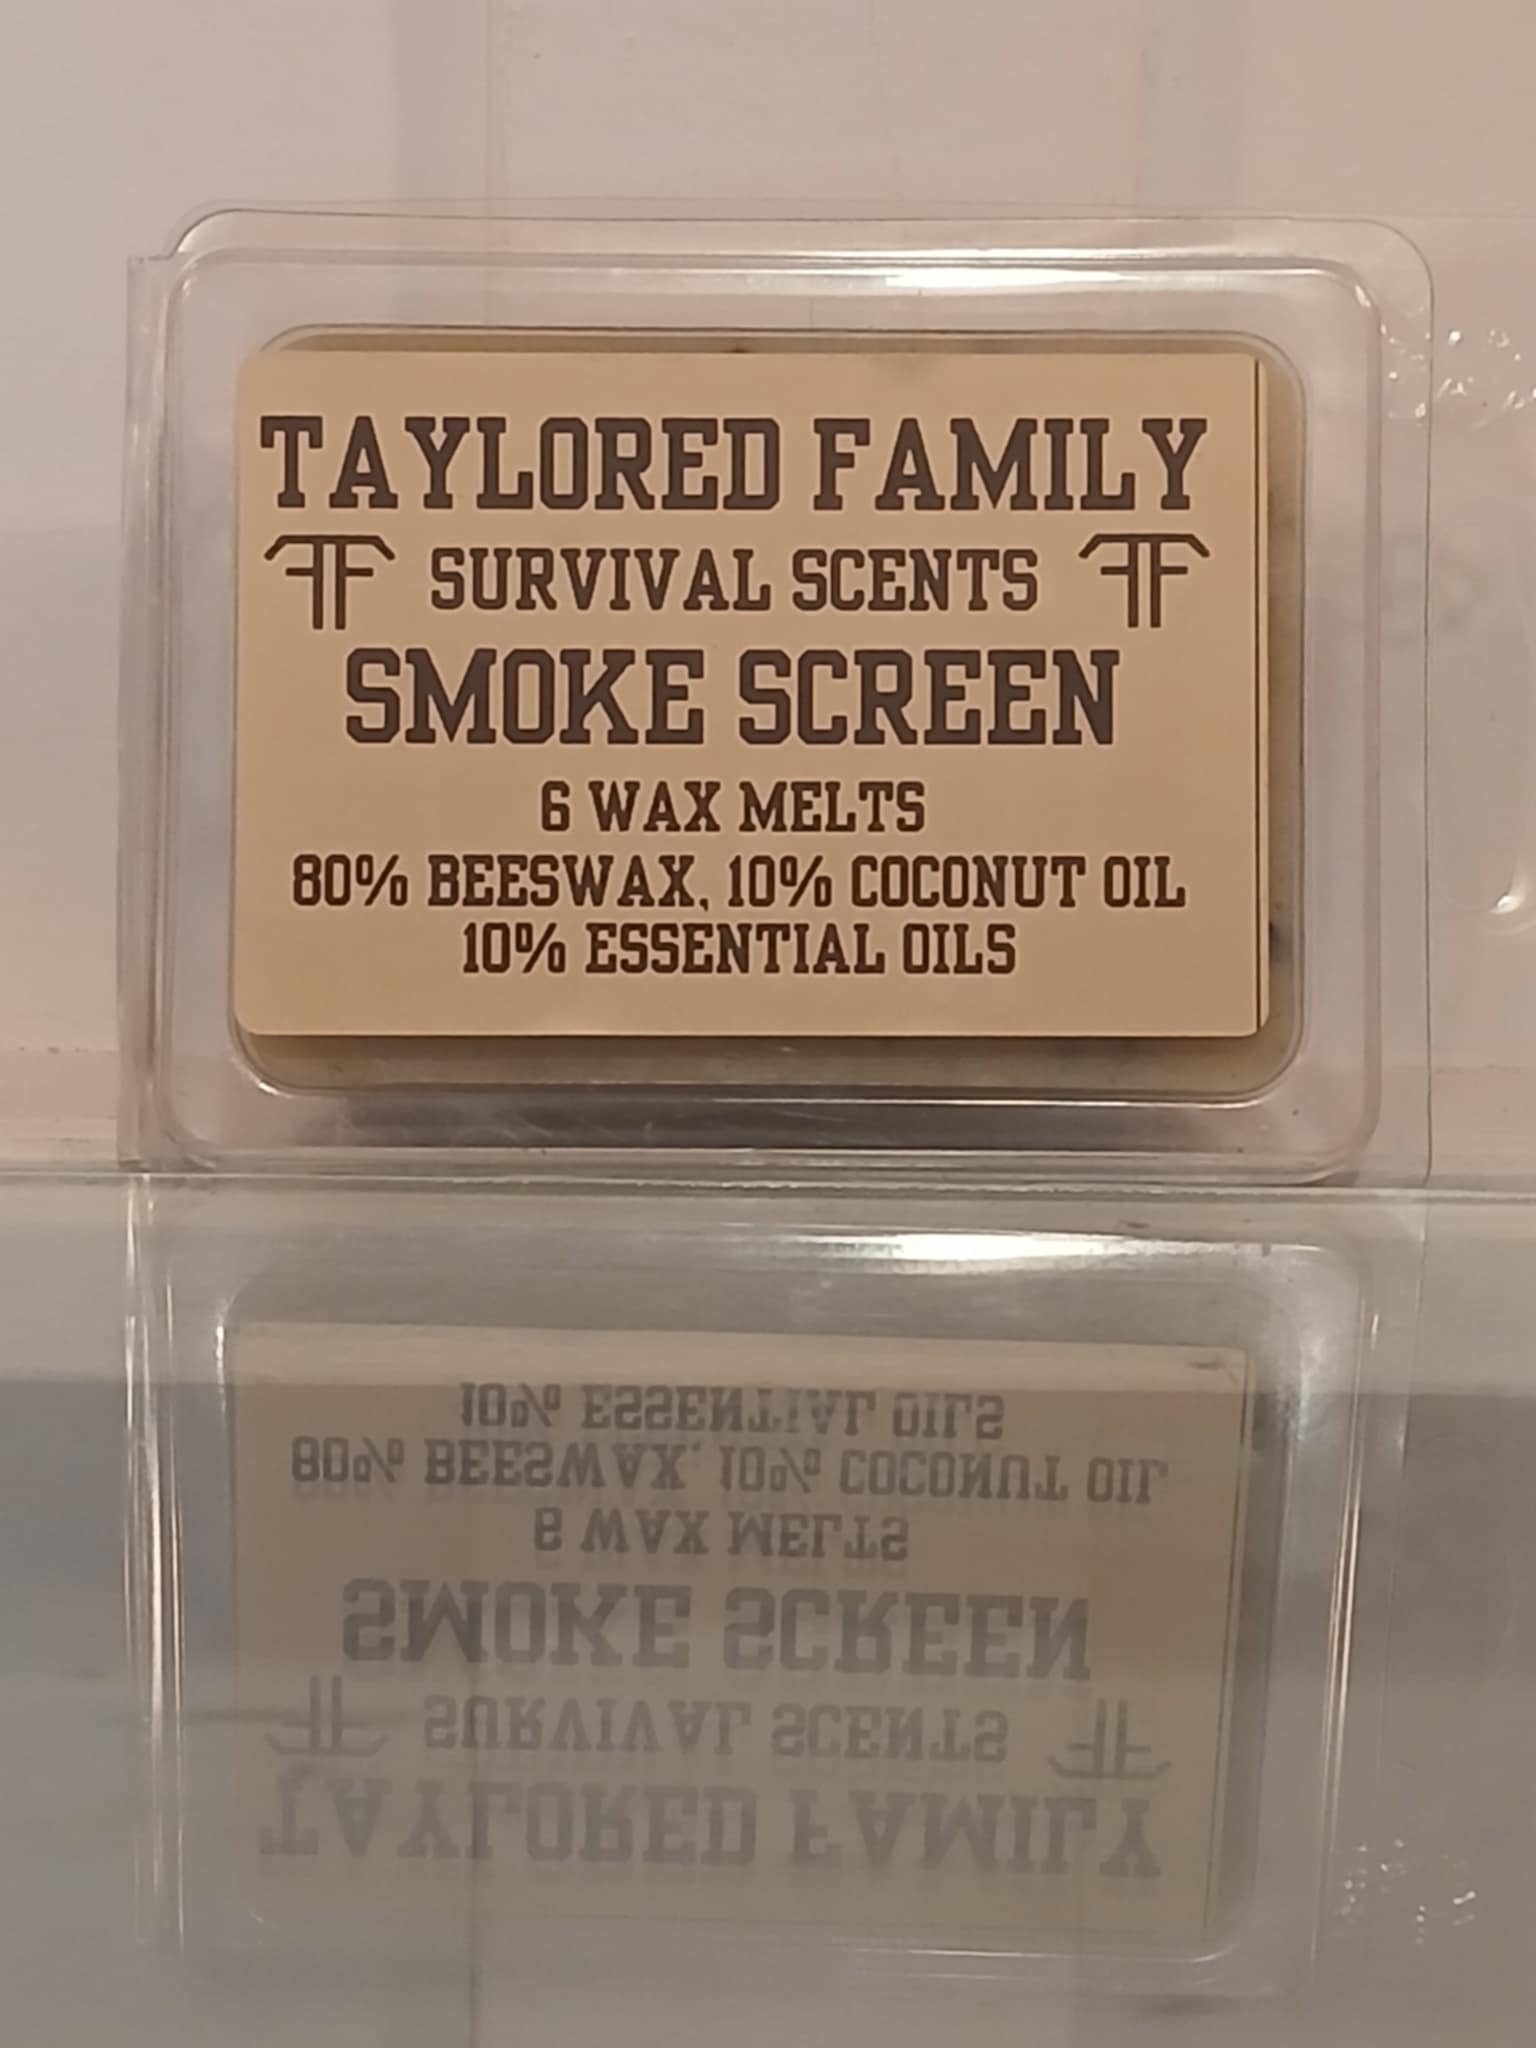 TAYLORED FAMILY
SURVIVAL SCENTS
SMOKE SCREEN
6 WAX MELTS
80% BEESWAX, 10% COCONUT OIL
10% ESSENTIAL OILS